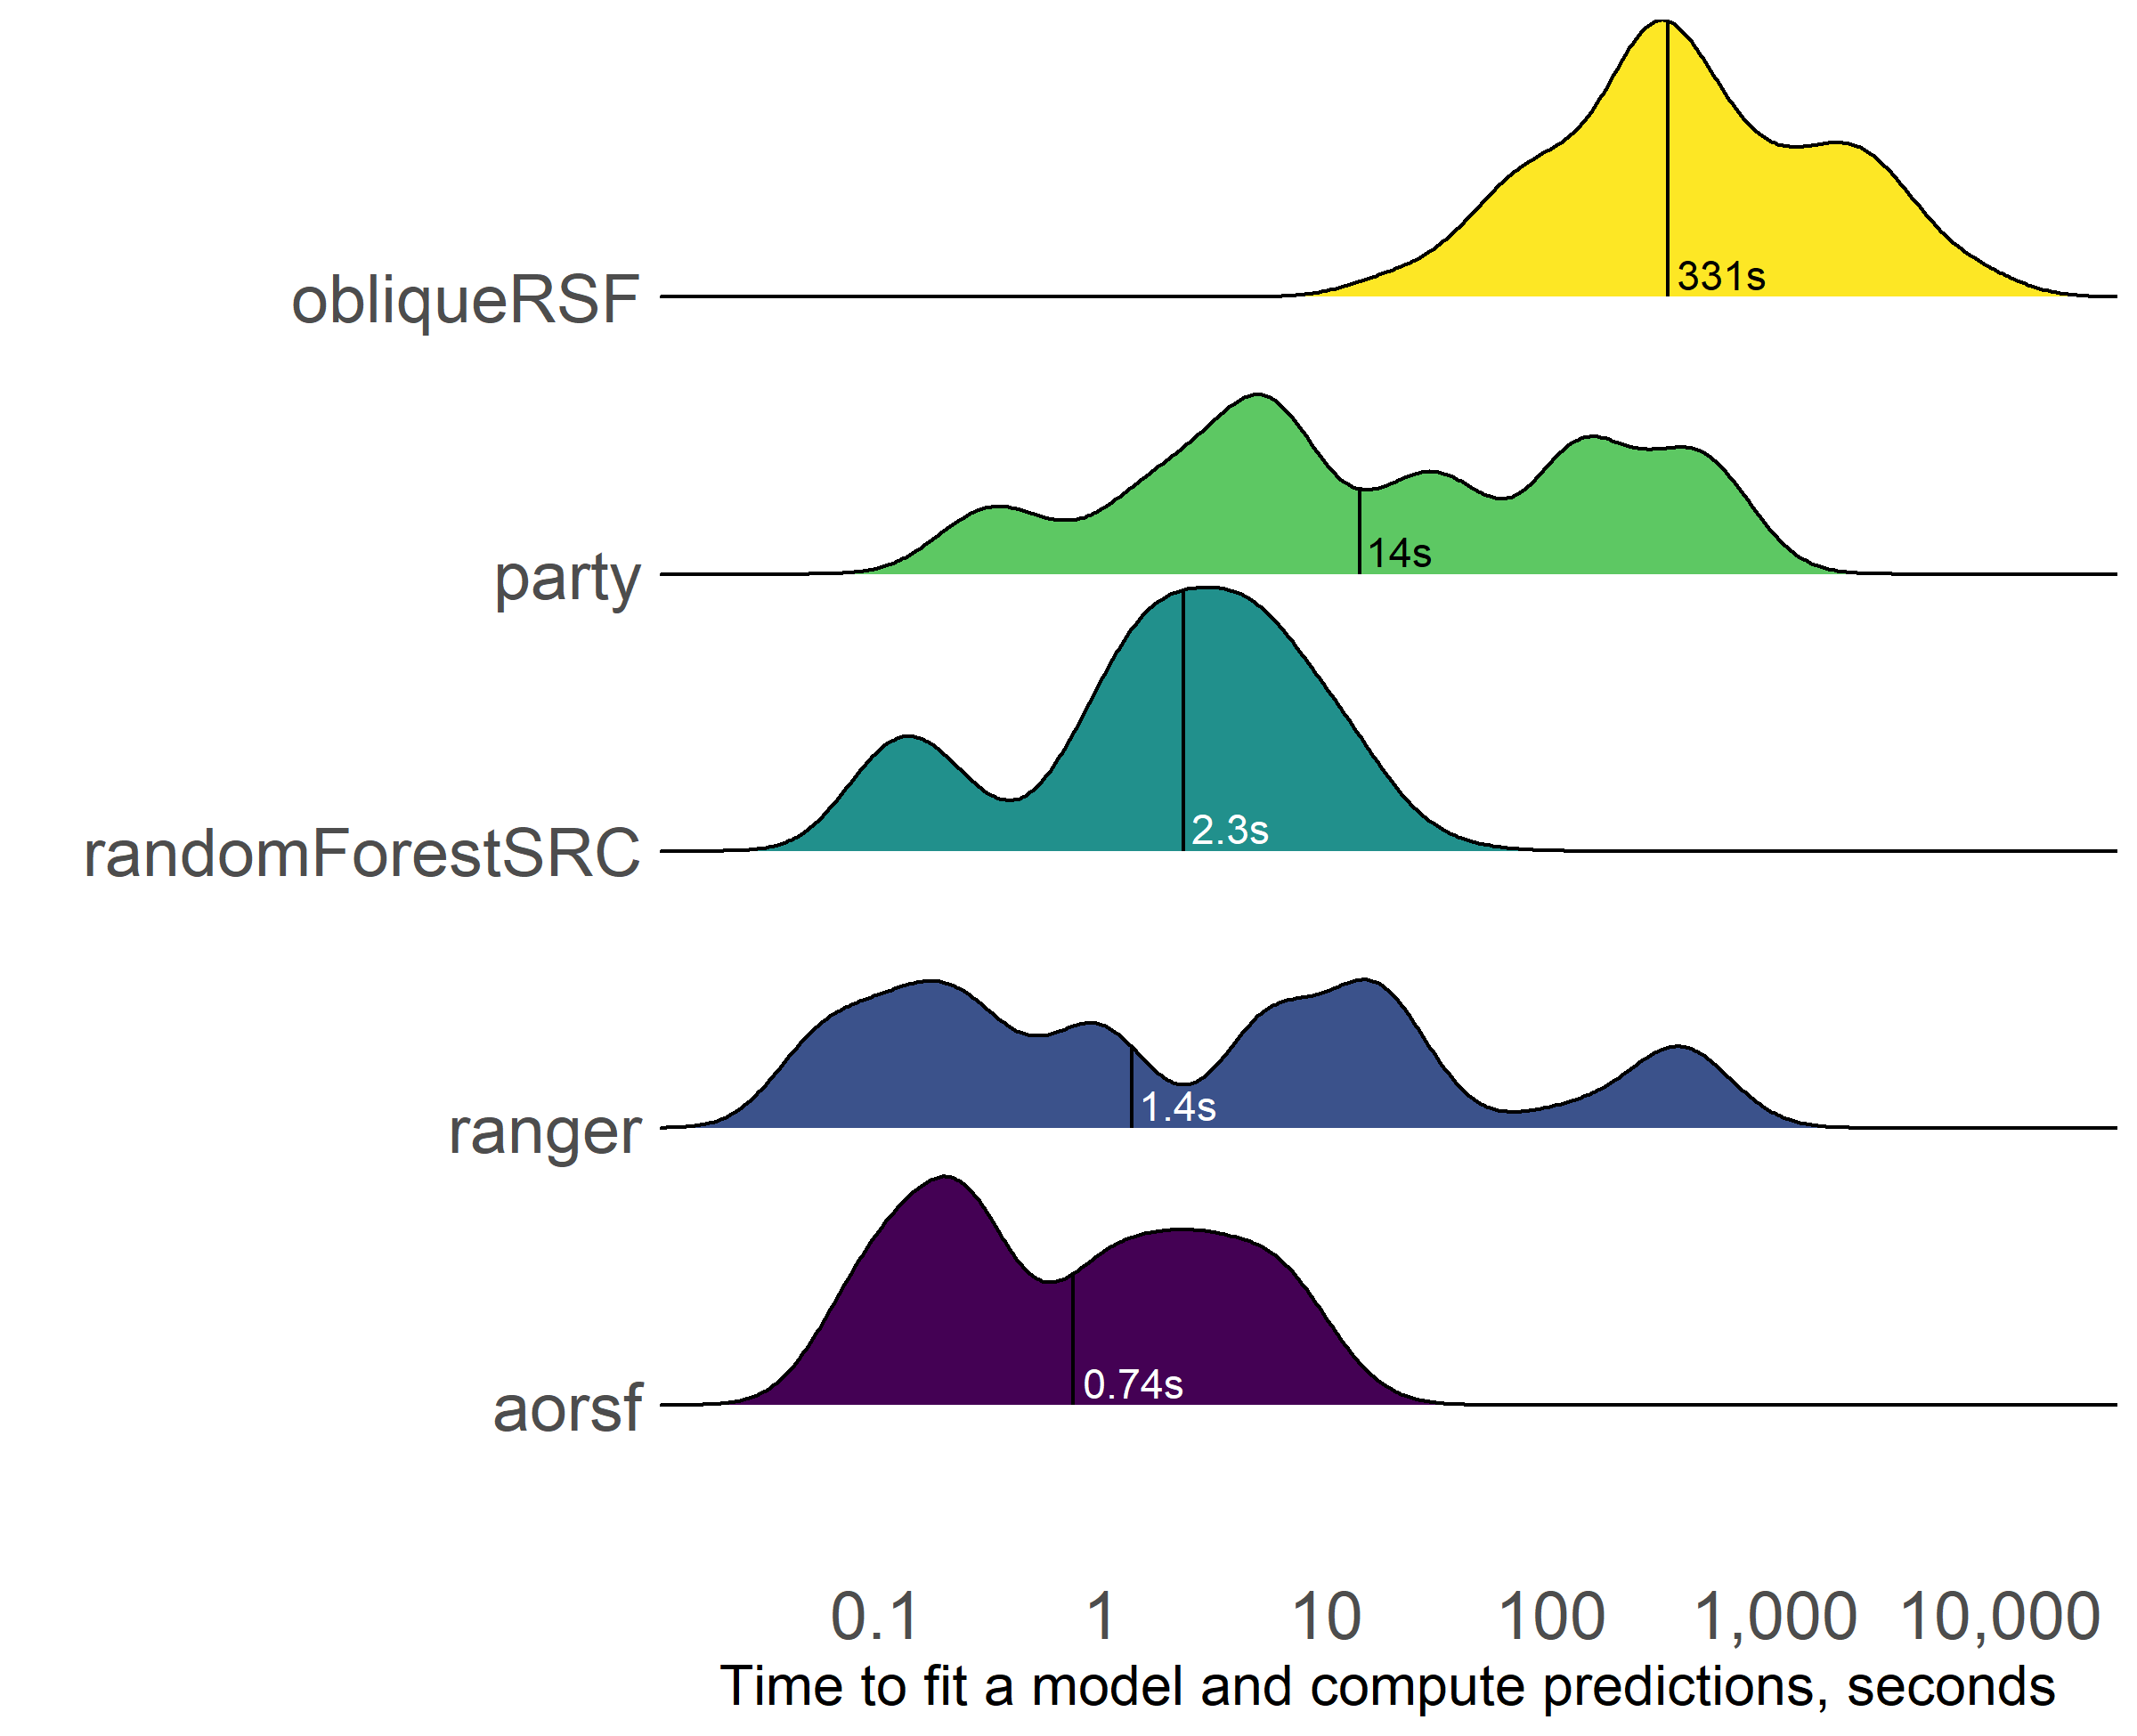 obliqueRSF
331s
party
14s
randomForestSRC
2.3s
ranger
1.4s
aorsf
0.74s
0.1 1 10 100 1,000 10,000
Time to fit a model and compute predictions, seconds